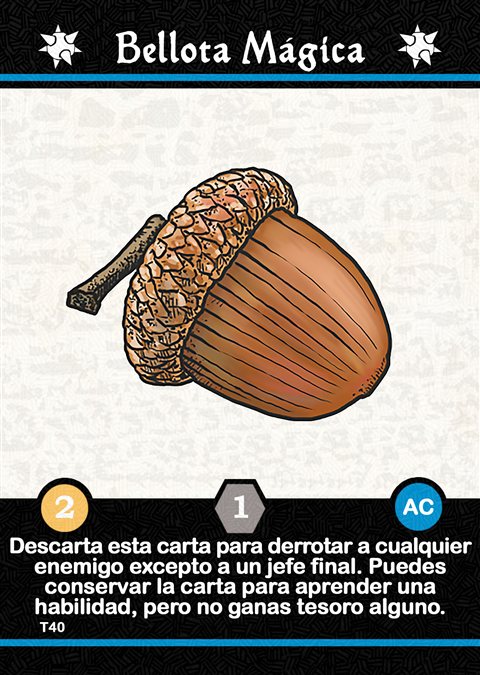 Bellota Mágica
2
1
AC
Descarta esta carta para derrotar a cualquier
enemigo excepto a un jefe final. Puedes
conservar la carta para aprender una
habilidad, pero no ganas tesoro alguno.
T40